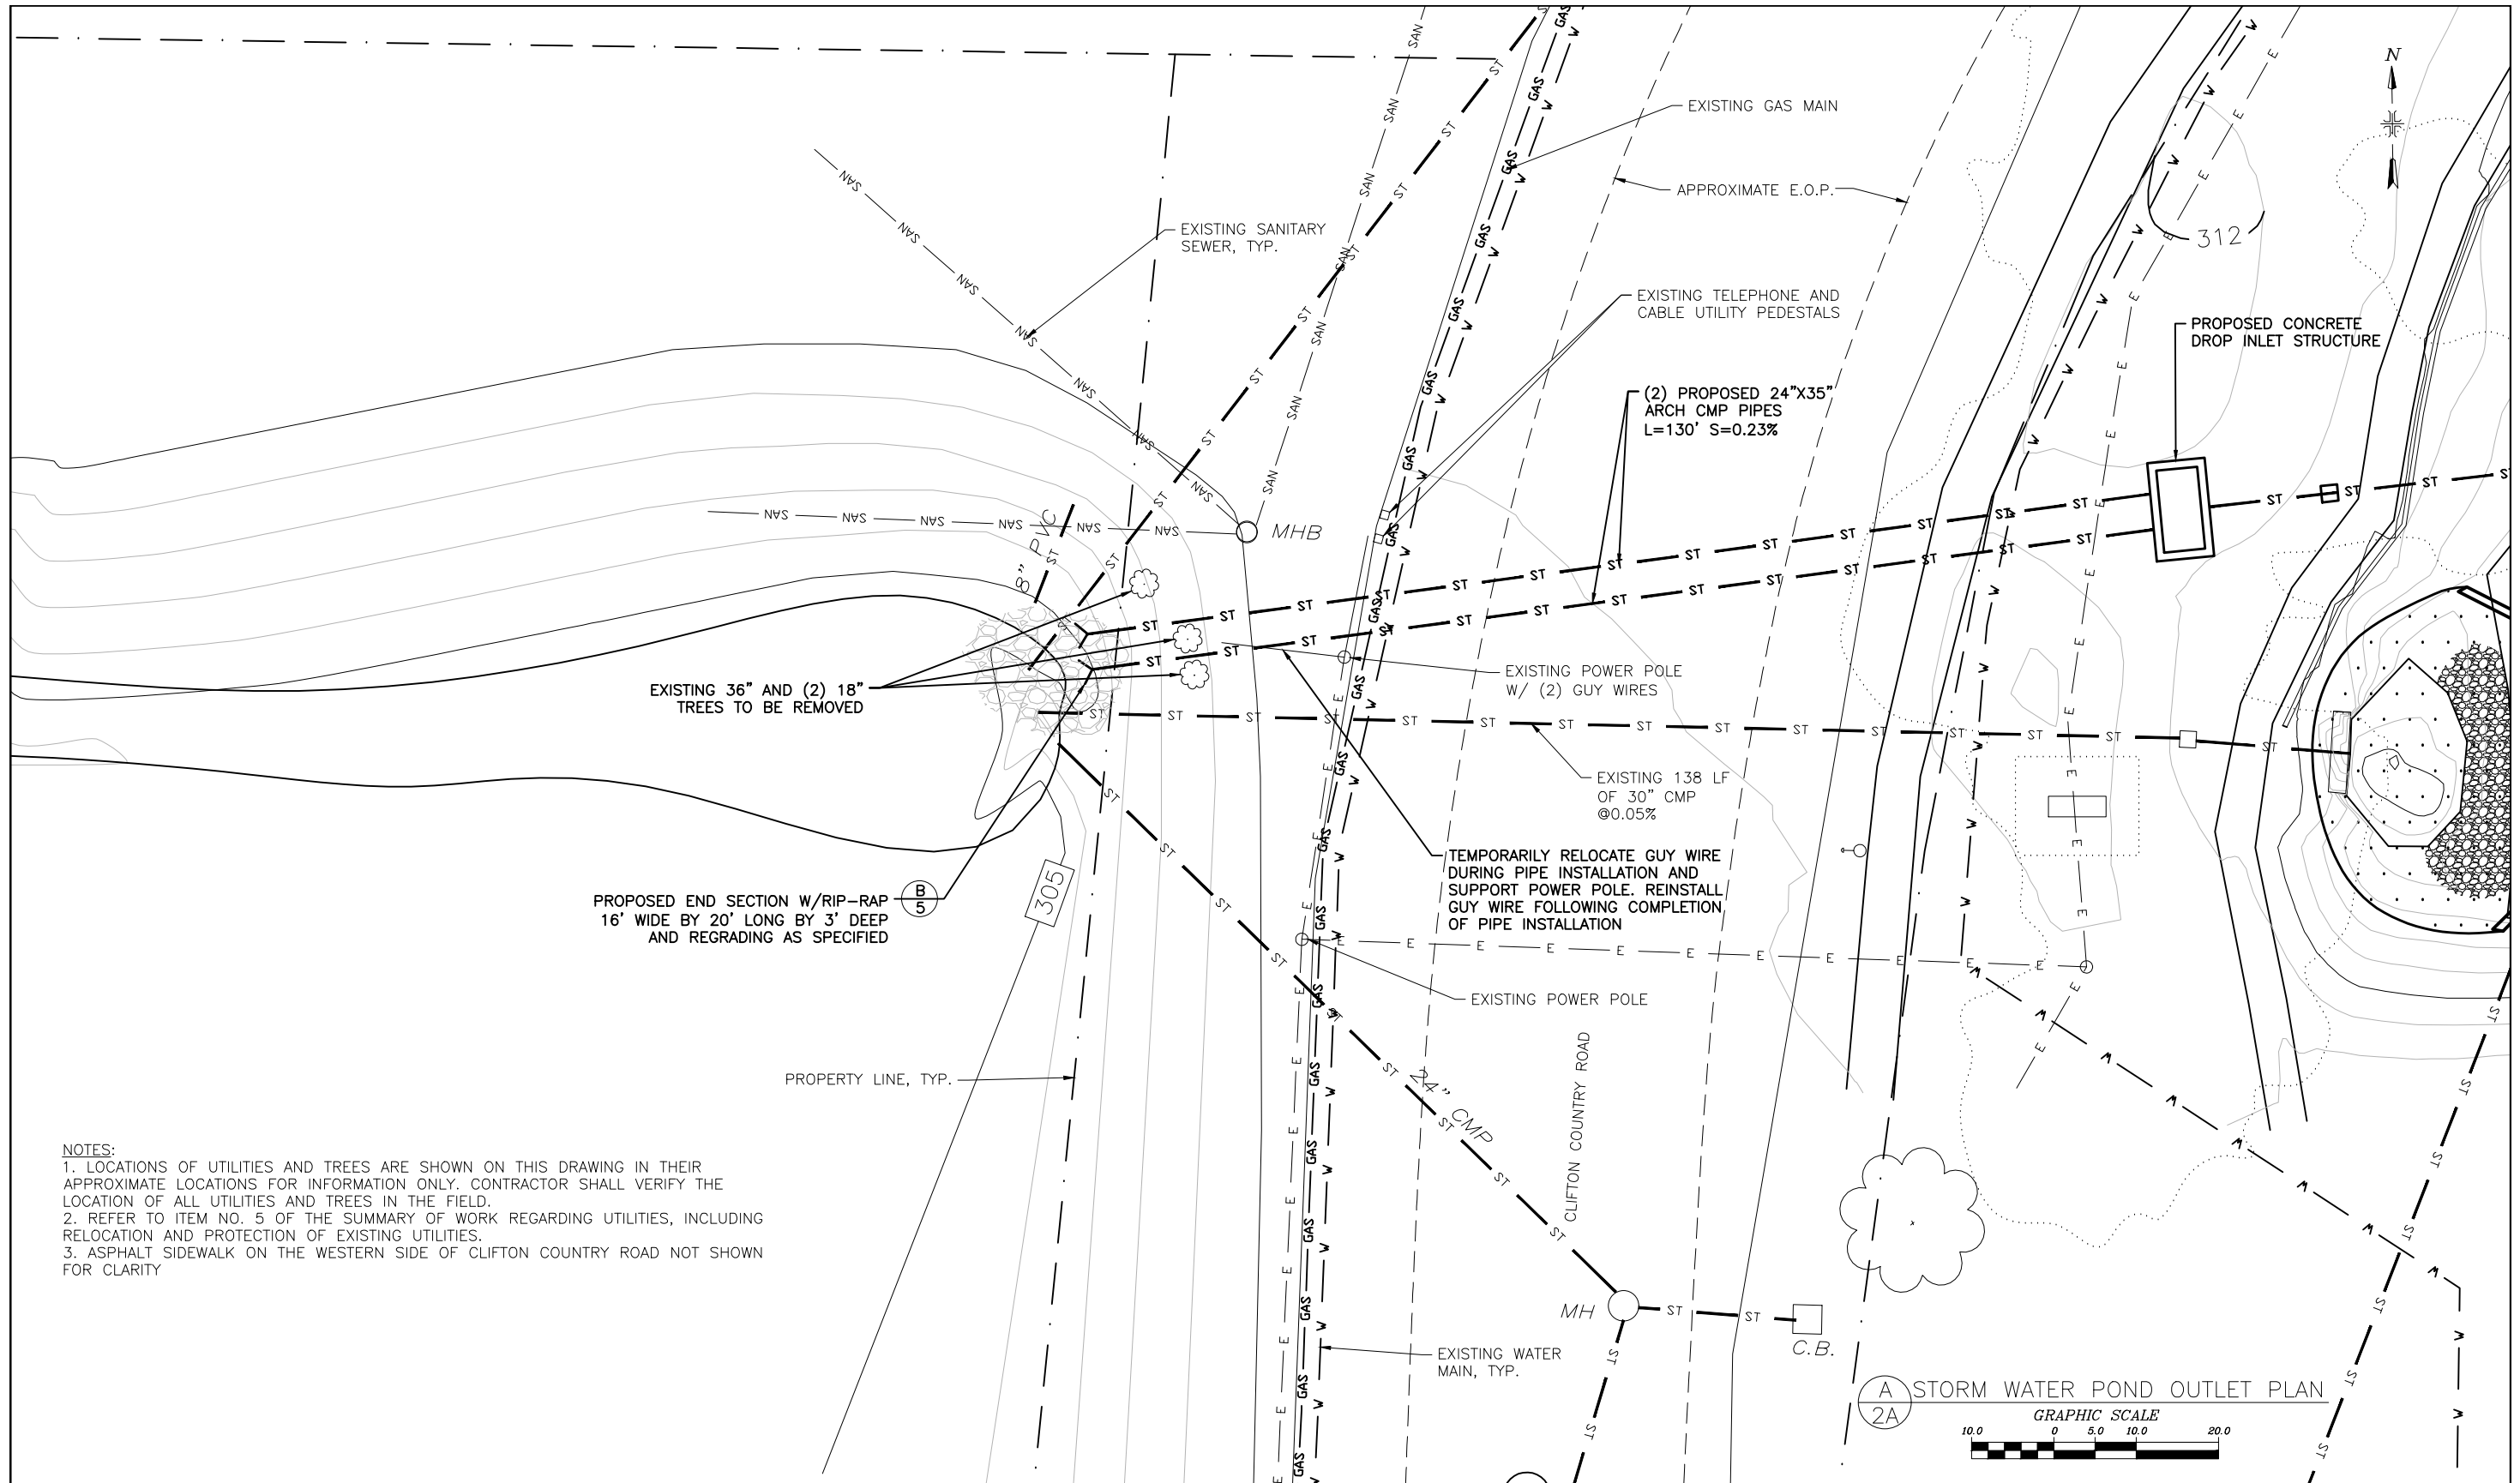 N
EXISTING GAS MAIN
APPROXIMATE E.O.P.
EXISTING SANITARY
SEWER, TYP.
312
EXISTING TELEPHONE AND
CABLE UTILITY PEDESTALS
PROPOSED CONCRETE
DROP INLET STRUCTURE
(2) PROPOSED 24"X35"
ARCH CMP PIPES
L=130' S=0.23%
MHB
8" PVC
EXISTING POWER POLE
W/ (2) GUY WIRES
EXISTING 36" AND (2) 18"
TREES TO BE REMOVED
EXISTING 138 LF
OF 30" CMP
@0.05%
TEMPORARILY RELOCATE GUY WIRE
DURING PIPE INSTALLATION AND
SUPPORT POWER POLE. REINSTALL
GUY WIRE FOLLOWING COMPLETION
OF PIPE INSTALLATION
PROPOSED END SECTION W/RIP-RAP
16' WIDE BY 20' LONG BY 3' DEEP
AND REGRADING AS SPECIFIED
B
5
305
EXISTING POWER POLE
PROPERTY LINE, TYP.
24" CMP
CLIFTON COUNTRY ROAD
NOTES:
1. LOCATIONS OF UTILITIES AND TREES ARE SHOWN ON THIS DRAWING IN THEIR
APPROXIMATE LOCATIONS FOR INFORMATION ONLY. CONTRACTOR SHALL VERIFY THE
LOCATION OF ALL UTILITIES AND TREES IN THE FIELD.
2. REFER TO ITEM NO. 5 OF THE SUMMARY OF WORK REGARDING UTILITIES, INCLUDING
RELOCATION AND PROTECTION OF EXISTING UTILITIES.
3. ASPHALT SIDEWALK ON THE WESTERN SIDE OF CLIFTON COUNTRY ROAD NOT SHOWN
FOR CLARITY
MH
C.B.
EXISTING WATER
MAIN, TYP.
A
2A
STORM WATER POND OUTLET PLAN
GRAPHIC SCALE
10.0 0 5.0 10.0 20.0
SAN
ST
GAS
W
E